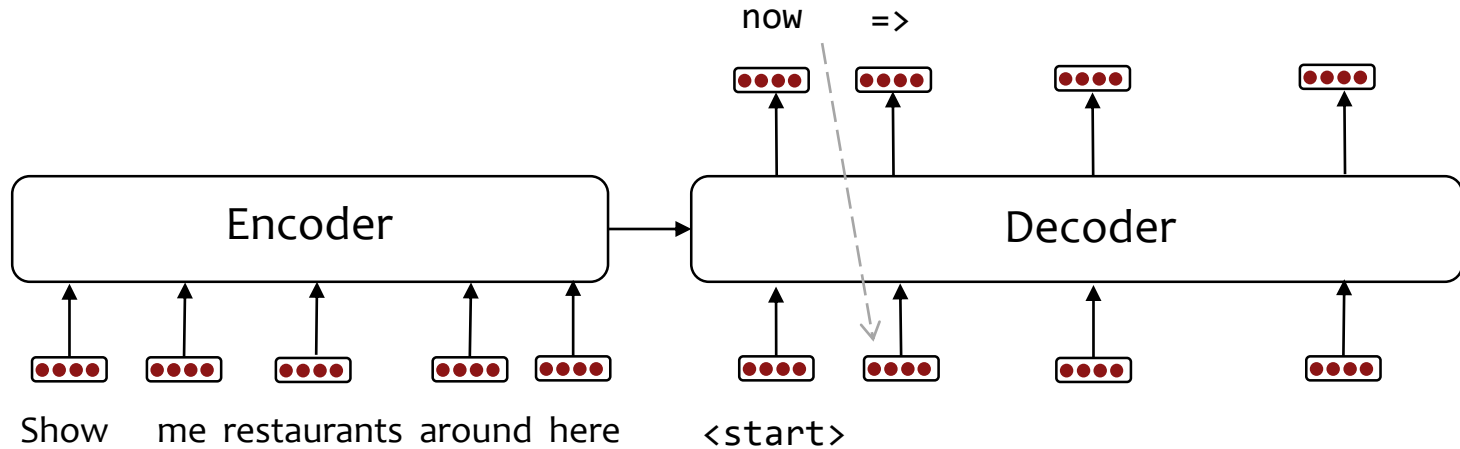 now =>
Encoder
Decoder
Show me restaurants around here
<start>